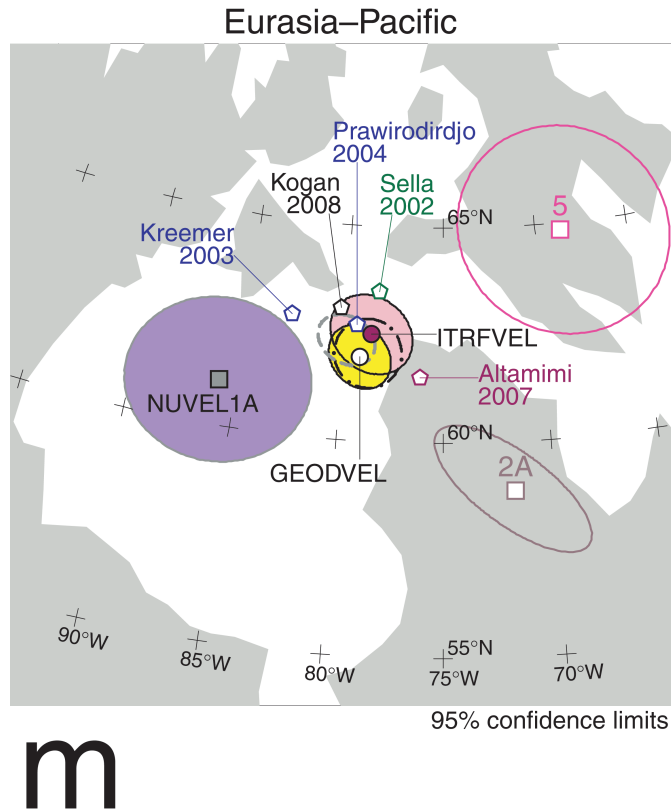 Eurasia–Pacific
Prawirodirdjo
2004
Kogan
2008
Sella
2002
Kreemer
2003
65°N
5
ITRFVEL
NUVEL1A
Altamimi
2007
60°N
2A
GEODVEL
90°W
85°W
80°W
55°N
75°W
70°W
95% confidence limits
m